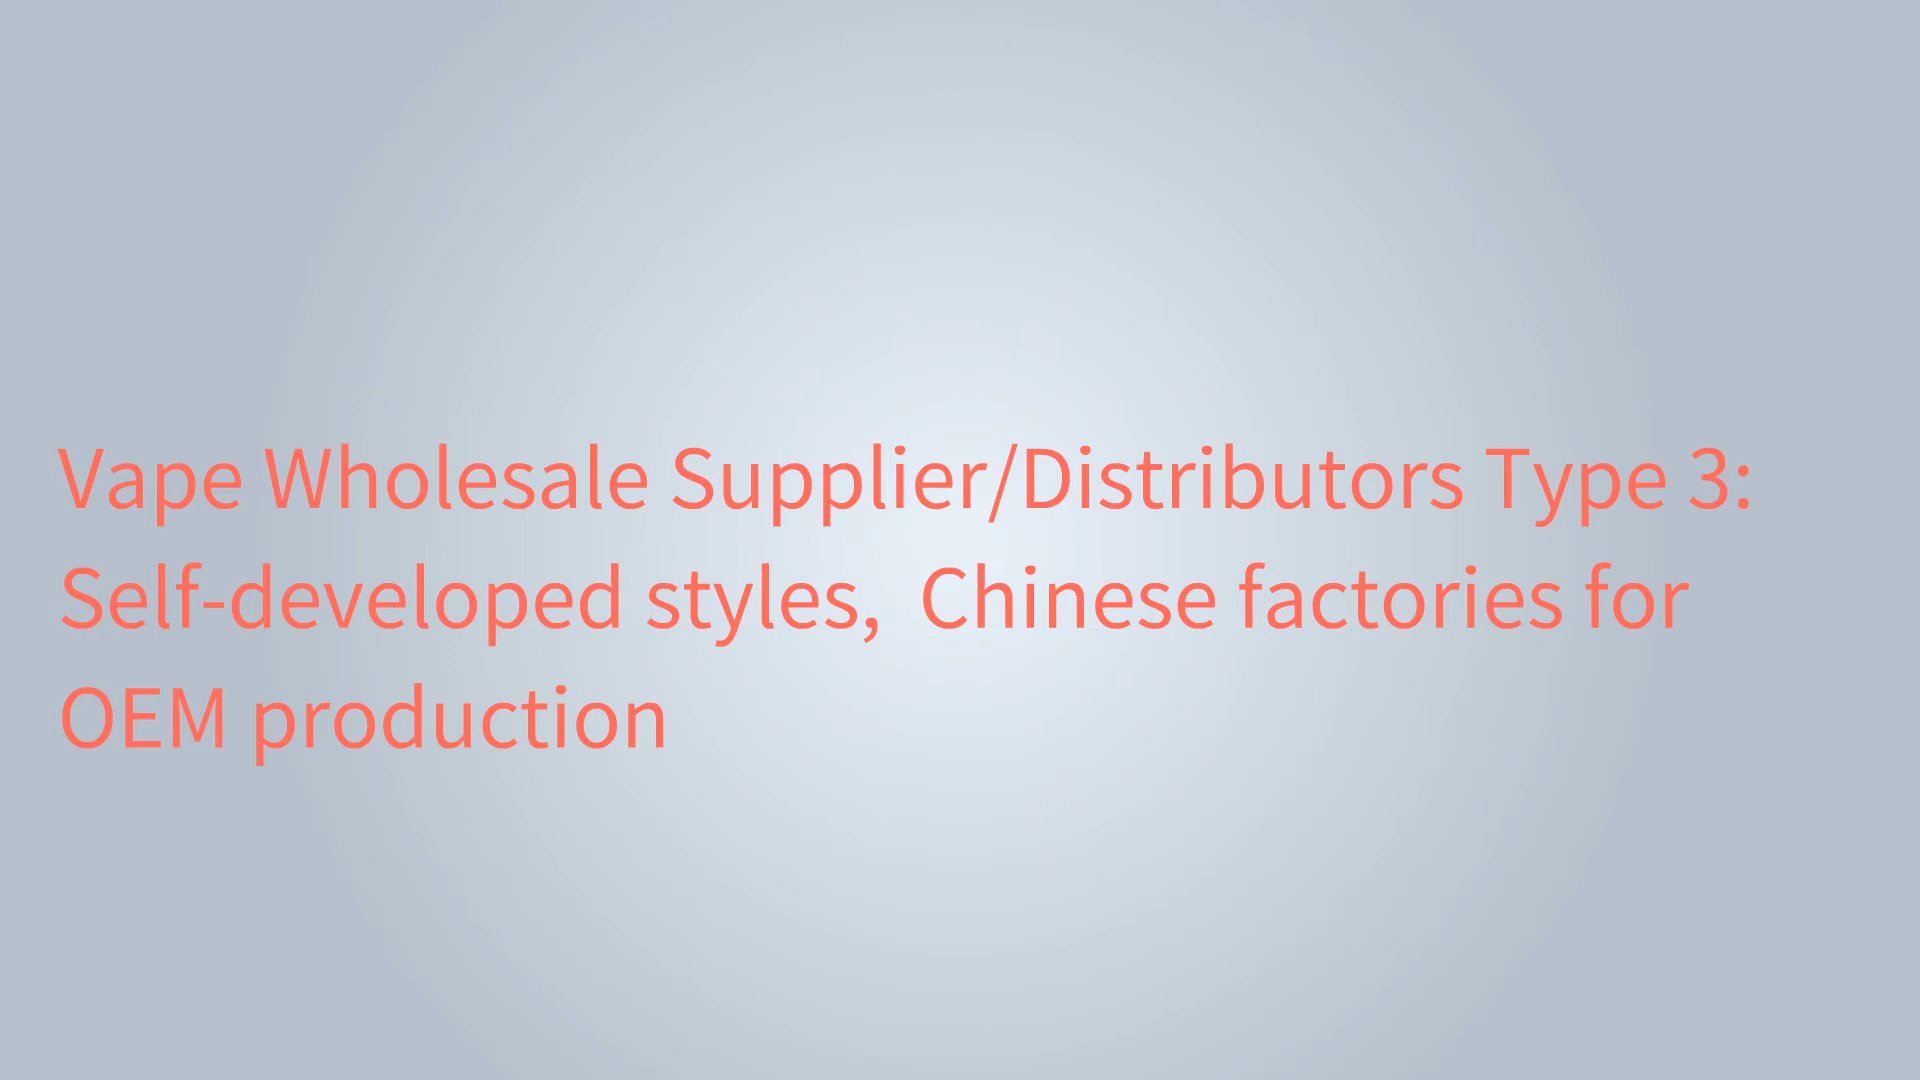 Vape Wholesale Supplier/Distributors Type 3:
Self-developed styles,  Chinese factories for
OEM production